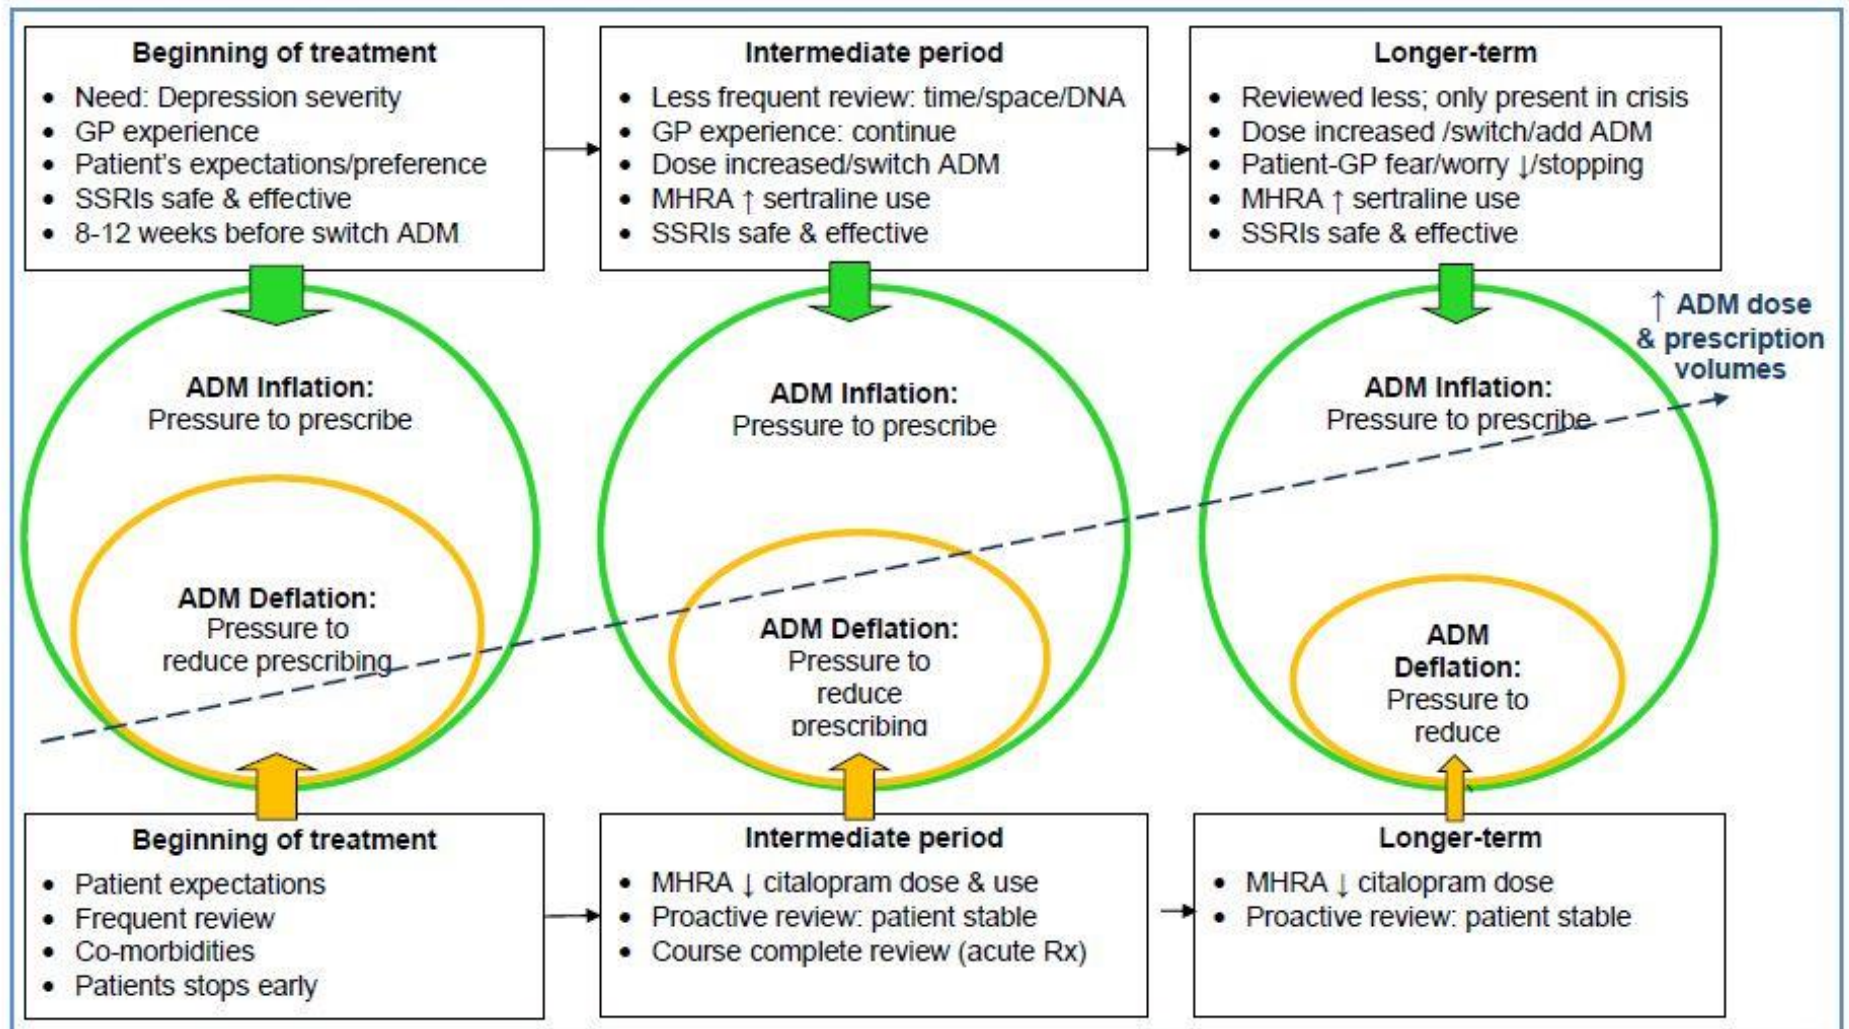 Beginning of treatment
• Need: Depression severity
• GP experience
• Patient's expectations/preference
• SSRIs safe & effective
• 8-12 weeks before switch ADM
Intermediate period
• Less frequent review: time/space/DNA
• GP experience: continue
• Dose increased/switch ADM
• MHRA ↑ sertraline use
• SSRIs safe & effective
Longer-term
• Reviewed less; only present in crisis
• Dose increased /switch/add ADM
• Patient-GP fear/worry ↓/stopping
• MHRA ↑ sertraline use
• SSRIs safe & effective
↑ ADM dose
& prescription
volumes
ADM Inflation:
Pressure to prescribe
ADM Inflation:
Pressure to prescribe
ADM Inflation:
Pressure to prescribe
ADM Deflation:
Pressure to
reduce prescribing
ADM Deflation:
Pressure to
reduce
prescribing
ADM
Deflation:
Pressure to
reduce
Beginning of treatment
• Patient expectations
• Frequent review
• Co-morbidities
• Patients stops early
Intermediate period
• MHRA ↓ citalopram dose & use
• Proactive review: patient stable
• Course complete review (acute Rx)
Longer-term
• MHRA ↓ citalopram dose
• Proactive review: patient stable